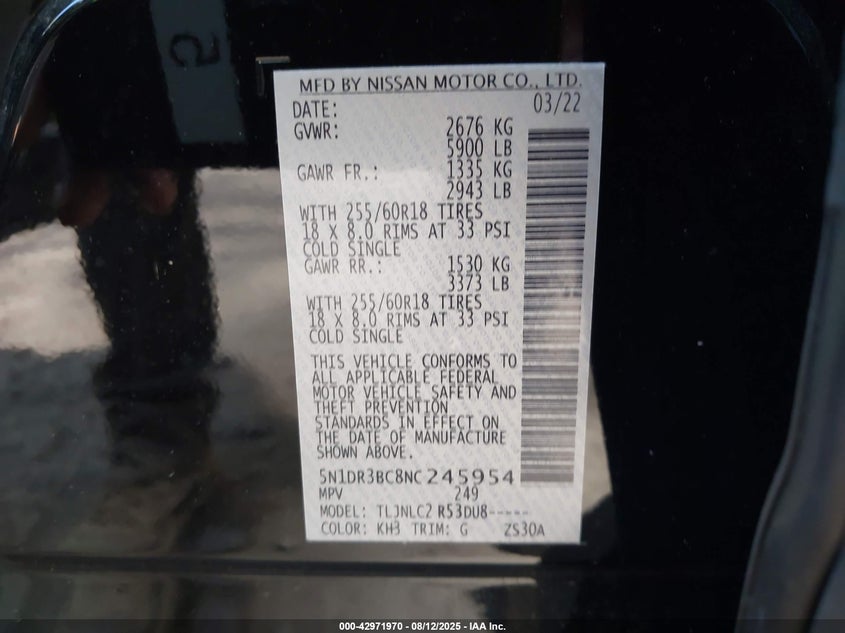 MFD BY NISSAN MOTOR CO., LTD.
DATE: 03/22
GVWR: 2676 KG
5900 LB
GAWR FR.: 1335 KG
2943 LB
WITH 255/60R18 TIRES
18 X 8.0 RIMS AT 33 PSI
COLD SINGLE
GAWR RR.: 1530 KG
3373 LB
WITH 255/60R18 TIRES
18 X 8.0 RIMS AT 33 PSI
COLD SINGLE
THIS VEHICLE CONFORMS TO
ALL APPLICABLE FEDERAL
MOTOR VEHICLE SAFETY AND
THEFT PREVENTION
STANDARDS IN EFFECT ON
THE DATE OF MANUFACTURE
SHOWN ABOVE.
5N1DR3BC8NC245954
MPV 249
MODEL: TLJNLC2 R53DU8-----
COLOR: KH3 TRIM: G ZS30A
000-42971970 - 08/12/2025 - IAA Inc.